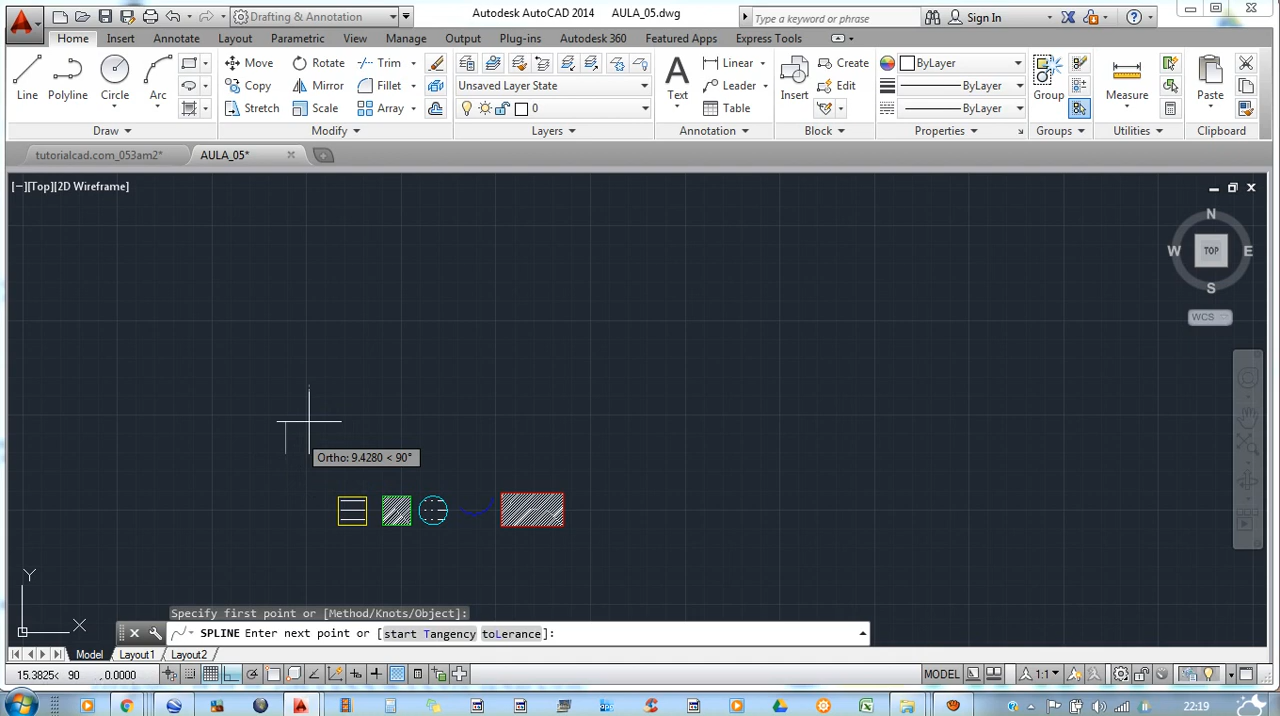 Drafting & Annotation
Autodesk AutoCAD 2014 AULA_05.dwg
Type a keyword or phrase
Sign In
Home Insert Annotate Layout Parametric View Manage Output Plug-ins Autodesk 360 Featured Apps Express Tools
Line Polyline Circle Arc
Move Rotate Trim
Copy Mirror Fillet
Stretch Scale Array
Unsaved Layer State
0
Text
Linear
Leader
Table
Insert
Create
Edit
ByLayer
ByLayer
ByLayer
Group
Measure
Paste
Draw Modify Layers Annotation Block Properties Groups Utilities Clipboard
tutorialcad.com_053am2* AULA_05*
[−][Top][2D Wireframe]
N
W TOP E
S
WCS
Ortho: 9.4280 < 90°
Y
X
Specify first point or [Method/Knots/Object]:
SPLINE Enter next point or [start Tangency toLerance]:
Model Layout1 Layout2
15.3825< 90 , 0.0000
MODEL
1:1
22:19